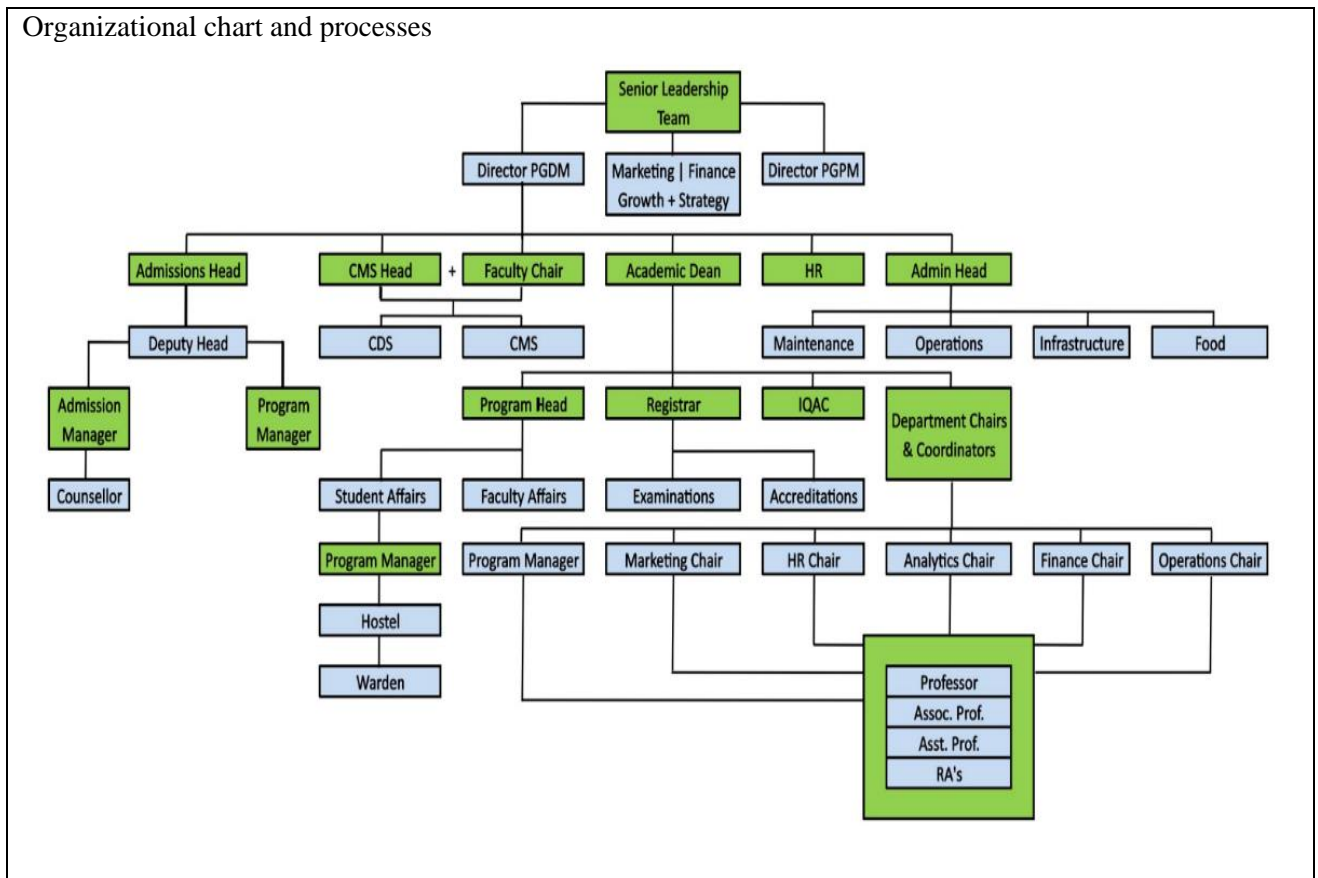 Organizational chart and processes
Senior Leadership
Team
Director PGDM
Marketing | Finance
Growth + Strategy
Director PGPM
Admissions Head
CMS Head
+
Faculty Chair
Academic Dean
HR
Admin Head
Deputy Head
CDS
CMS
Maintenance
Operations
Infrastructure
Food
Admission
Manager
Program
Manager
Program Head
Registrar
IQAC
Department Chairs
& Coordinators
Counsellor
Student Affairs
Faculty Affairs
Examinations
Accreditations
Program Manager
Program Manager
Marketing Chair
HR Chair
Analytics Chair
Finance Chair
Operations Chair
Hostel
Warden
Professor
Assoc. Prof.
Asst. Prof.
RA's